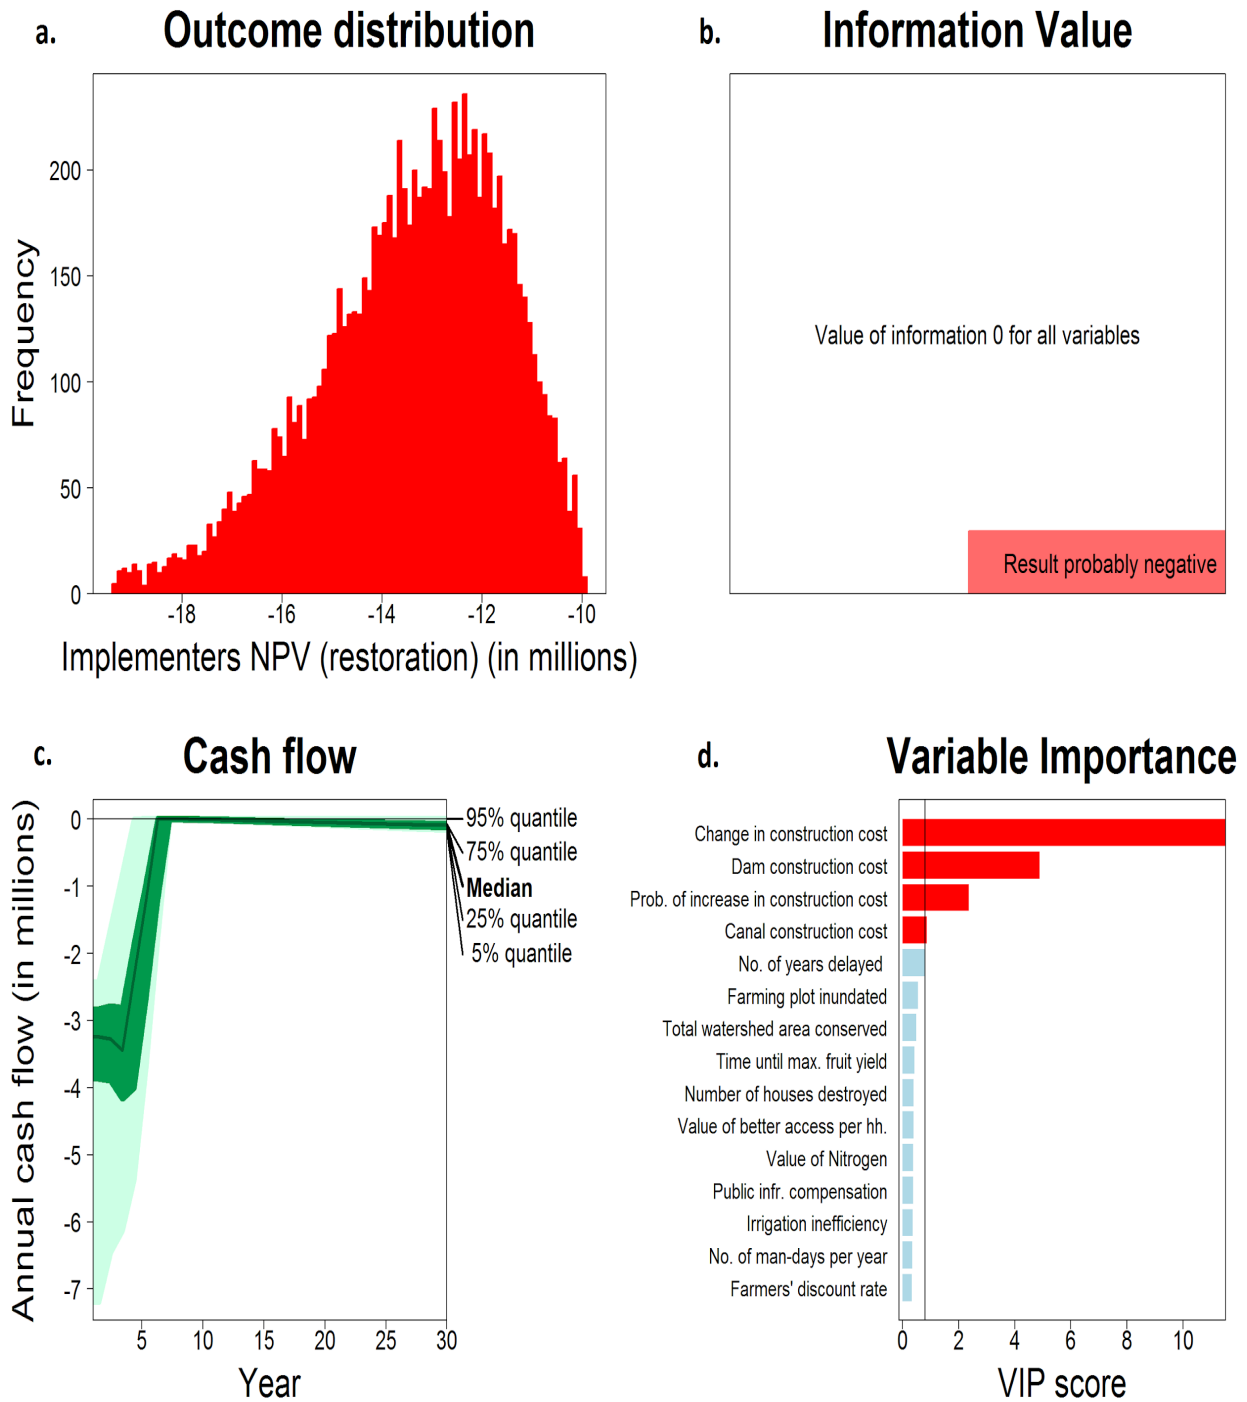 a.
Outcome distribution
Frequency
200
150
100
50
0
-18 -16 -14 -12 -10
Implementers NPV (restoration) (in millions)
b.
Information Value
Value of information 0 for all variables
Result probably negative
c.
Cash flow
Annual cash flow (in millions)
0
-1
-2
-3
-4
-5
-6
-7
95% quantile
75% quantile
Median
25% quantile
5% quantile
5 10 15 20 25 30
Year
d.
Variable Importance
Change in construction cost
Dam construction cost
Prob. of increase in construction cost
Canal construction cost
No. of years delayed
Farming plot inundated
Total watershed area conserved
Time until max. fruit yield
Number of houses destroyed
Value of better access per hh.
Value of Nitrogen
Public infr. compensation
Irrigation inefficiency
No. of man-days per year
Farmers' discount rate
0 2 4 6 8 10
VIP score